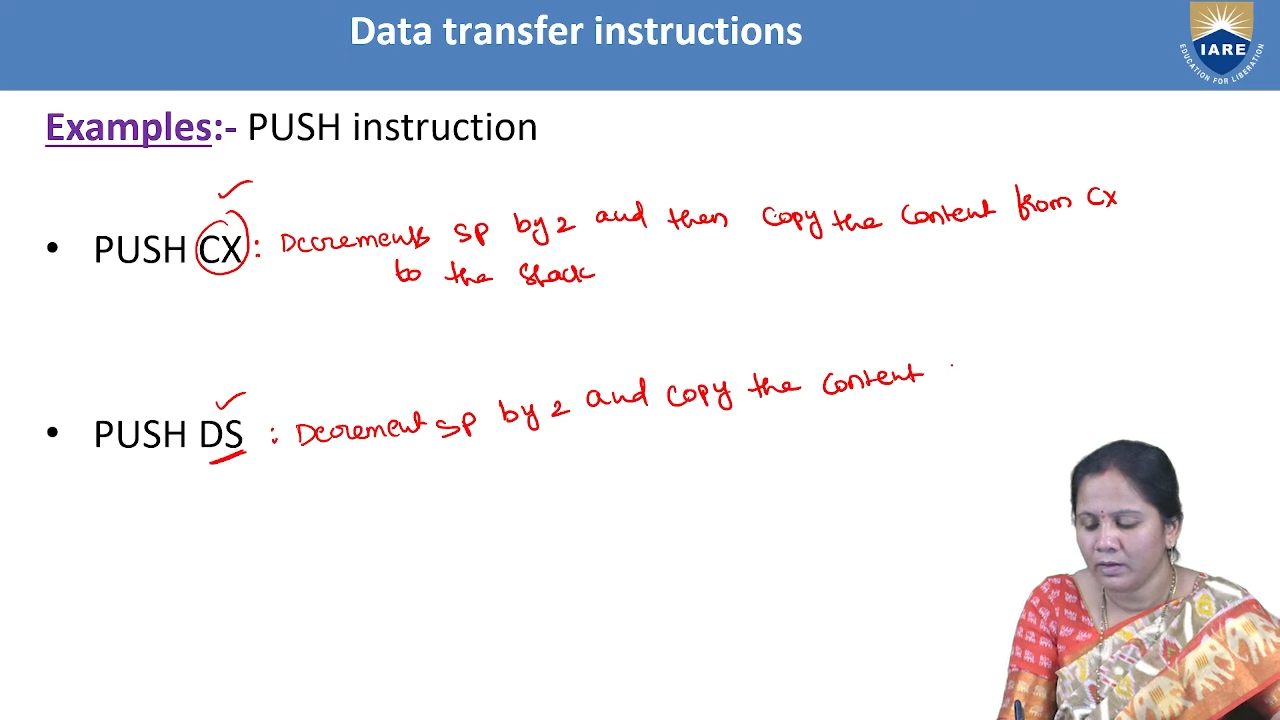 Data transfer instructions
IARE
EDUCATION FOR LIBERATION
Examples:- PUSH instruction
• PUSH CX : Decrements SP by 2 and then copy the content from CX
to the stack
• PUSH DS : Decrement SP by 2 and copy the content